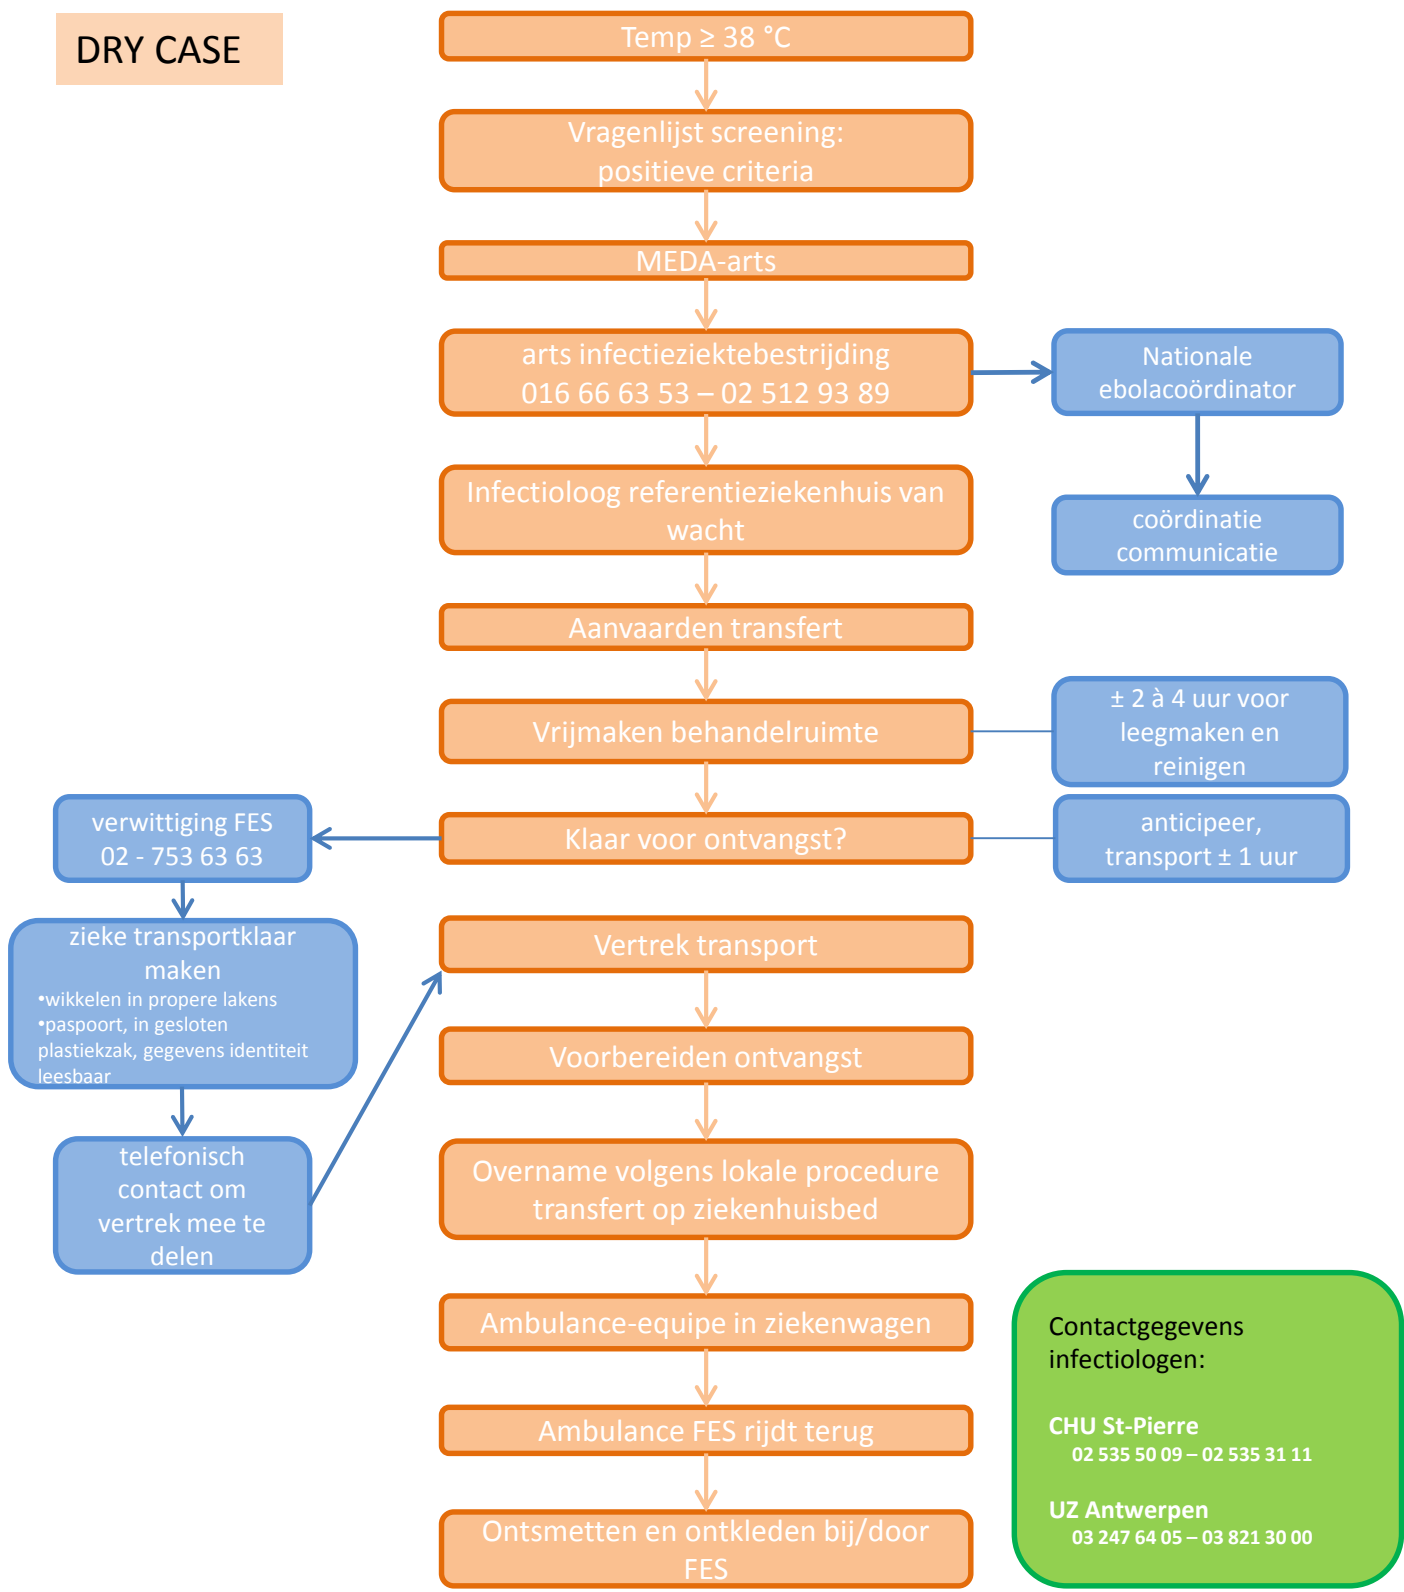 DRY CASE
Temp ≥ 38 °C
Vragenlijst screening:
positieve criteria
MEDA-arts
arts infectieziektebestrijding
016 66 63 53 – 02 512 93 89
Nationale
ebolacoördinator
coördinatie
communicatie
Infectioloog referentieziekenhuis van
wacht
Aanvaarden transfert
Vrijmaken behandelruimte
± 2 à 4 uur voor
leegmaken en
reinigen
Klaar voor ontvangst?
anticipeer,
transport ± 1 uur
verwittiging FES
02 - 753 63 63
zieke transportklaar
maken
•wikkelen in propere lakens
•paspoort, in gesloten
plastiekzak, gegevens identiteit
leesbaar
telefonisch
contact om
vertrek mee te
delen
Vertrek transport
Voorbereiden ontvangst
Overname volgens lokale procedure
transfert op ziekenhuisbed
Ambulance-equipe in ziekenwagen
Ambulance FES rijdt terug
Ontsmetten en ontkleden bij/door
FES
Contactgegevens
infectiologen:
CHU St-Pierre
02 535 50 09 – 02 535 31 11
UZ Antwerpen
03 247 64 05 – 03 821 30 00